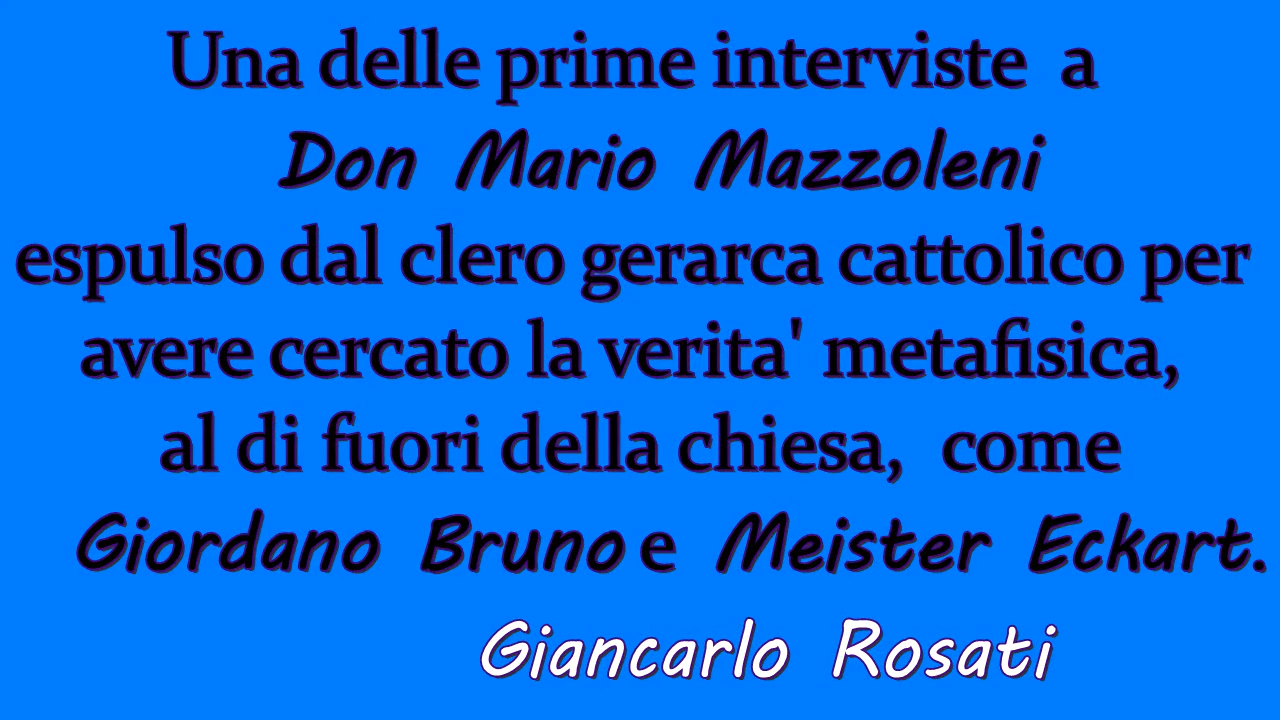 Una delle prime interviste a
Don Mario Mazzoleni
espulso dal clero gerarca cattolico per
avere cercato la verita' metafisica,
al di fuori della chiesa, come
Giordano Bruno e Meister Eckart.
Giancarlo Rosati